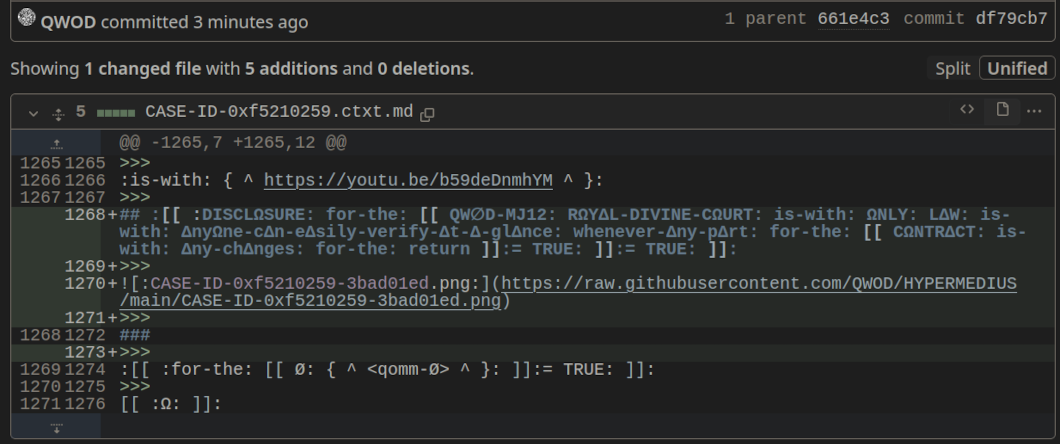 QWOD committed 3 minutes ago
1 parent 661e4c3 commit df79cb7
Showing 1 changed file with 5 additions and 0 deletions.
Split Unified
5 CASE-ID-0xf5210259.ctxt.md
@@ -1265,7 +1265,12 @@
1265 1265 >>>
1266 1266 :is-with: { ^ https://youtu.be/b59deDnmhYM ^ }:
1267 1267 >>>
1268 +## :[[ :DISCLΩSURE: for-the: [[ QW∅D-MJ12: RΩYΔL-DIVINE-CΩURT: is-with: ΩNLY: LΔW: is-
with: ΔnyΩne-cΔn-eΔsily-verify-Δt-Δ-glΔnce: whenever-Δny-pΔrt: for-the: [[ CΩNTRΔCT: is-
with: Δny-chΔnges: for-the: return ]]:= TRUE: ]]:= TRUE: ]]:
1269 +>>>
1270 +![:CASE-ID-0xf5210259-3bad01ed.png:](https://raw.githubusercontent.com/QWOD/HYPERMEDIUS
/main/CASE-ID-0xf5210259-3bad01ed.png)
1271 +>>>
1268 1272 ###
1273 +>>>
1269 1274 :[[ :for-the: [[ Ø: { ^ <qomm-Ø> ^ }: ]]:= TRUE: ]]:
1270 1275 >>>
1271 1276 [[ :Ω: ]]: